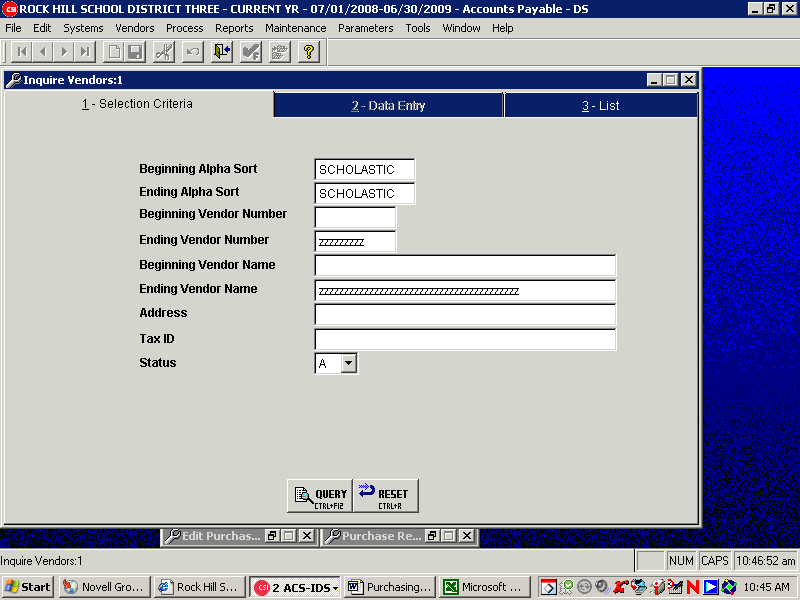 CSI ROCK HILL SCHOOL DISTRICT THREE - CURRENT YR - 07/01/2008-06/30/2009 - Accounts Payable - DS
File Edit Systems Vendors Process Reports Maintenance Parameters Tools Window Help
Inquire Vendors:1
1 - Selection Criteria 2 - Data Entry 3 - List
Beginning Alpha Sort SCHOLASTIC
Ending Alpha Sort SCHOLASTIC
Beginning Vendor Number
Ending Vendor Number zzzzzzzzz
Beginning Vendor Name
Ending Vendor Name zzzzzzzzzzzzzzzzzzzzzzzzzzzzzzzzzzzzzzzz
Address
Tax ID
Status A
QUERY RESET
CTRL+F12 CTRL+R
Edit Purchas... Purchase Re...
Inquire Vendors:1 NUM CAPS 10:46:52 am
Start Novell Gro... Rock Hill S... CSI 2 ACS-IDS Purchasing... Microsoft ... 10:45 AM